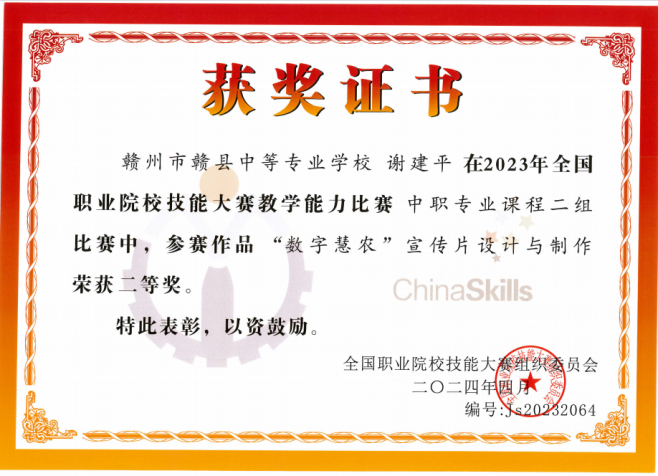 获奖证书
赣州市赣县中等专业学校 谢建平 在2023年全国
职业院校技能大赛教学能力比赛 中职专业课程二组
比赛中，参赛作品 “数字慧农”宣传片设计与制作
荣获二等奖。
ChinaSkills
特此表彰，以资鼓励。
全国职业院校技能大赛组织委员会
二〇二四年四月
编号:Js20232064